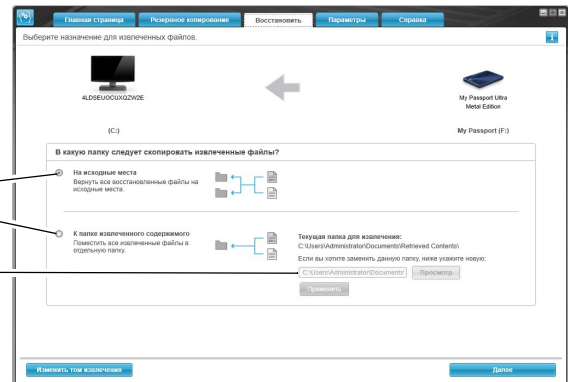 Главная страница
Резервное копирование
Восстановить
Параметры
Справка
Выберите назначение для извлеченных файлов.
4LDSEUOCUXQZW2E
My Passport Ultra
Metal Edition
(C:)
My Passport (F:)
В какую папку следует скопировать извлеченные файлы?
На исходные места
Вернуть все восстановленные файлы на
исходные места.
К папке извлеченного содержимого
Поместить все извлеченные файлы в
отдельную папку.
Текущая папка для извлечения:
C:\Users\Administrator\Documents\Retrieved Contents\
Если вы хотите заменить данную папку, ниже укажите новую:
C:\Users\Administrator\Documents\
Просмотр
Применить
Изменить том извлечения
Далее